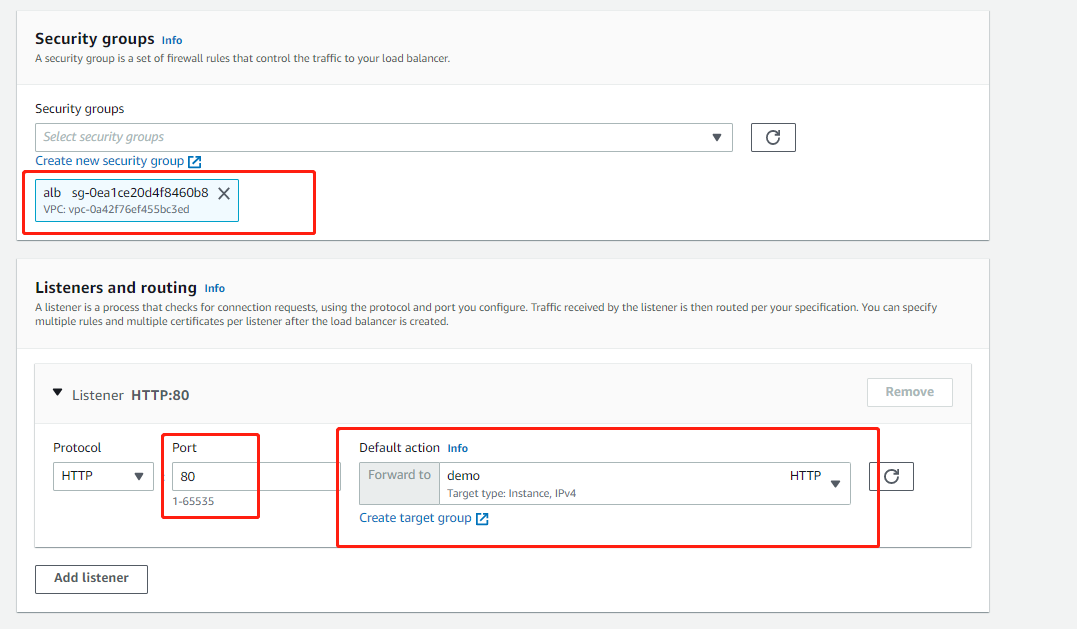 Security groups Info
A security group is a set of firewall rules that control the traffic to your load balancer.
Security groups
Select security groups
Create new security group
alb sg-0ea1ce20d4f8460b8
VPC: vpc-0a42f76ef455bc3ed
Listeners and routing Info
A listener is a process that checks for connection requests, using the protocol and port you configure. Traffic received by the listener is then routed per your specification. You can specify
multiple rules and multiple certificates per listener after the load balancer is created.
Listener HTTP:80
Remove
Protocol
Port
Default action Info
HTTP
80
Forward to
demo
HTTP
Target type: Instance, IPv4
1-65535
Create target group
Add listener